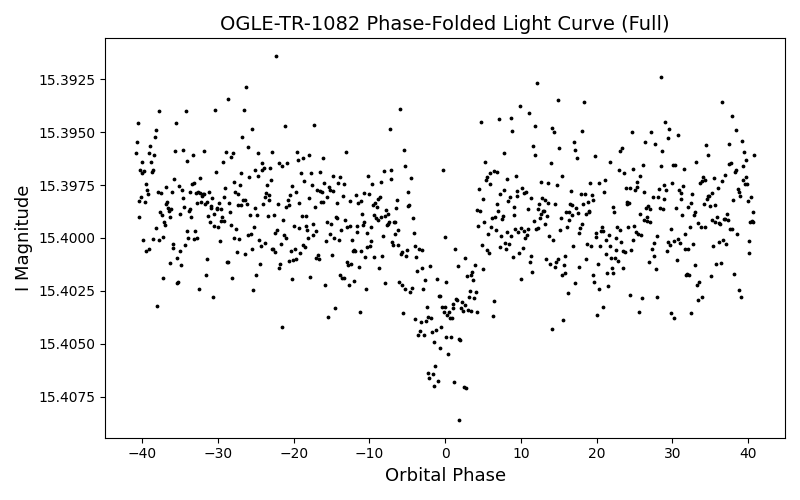 OGLE-TR-1082 Phase-Folded Light Curve (Full)
I Magnitude
15.3925
15.3950
15.3975
15.4000
15.4025
15.4050
15.4075
−40 −30 −20 −10 0 10 20 30 40
Orbital Phase